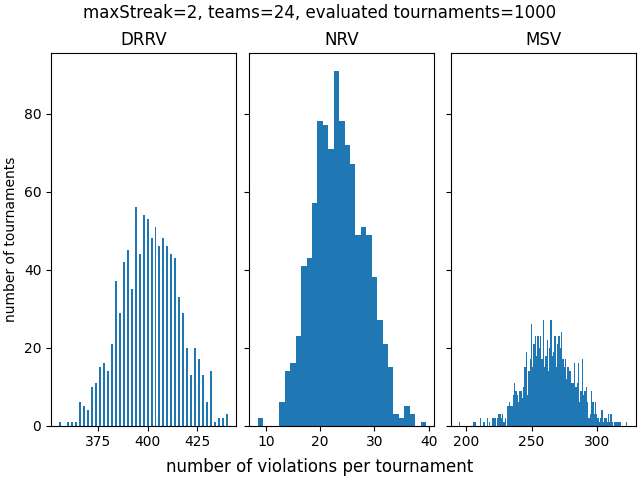 maxStreak=2, teams=24, evaluated tournaments=1000
DRRV
NRV
MSV
number of tournaments
80
60
40
20
0
375 400 425
10 20 30 40
200 250 300
number of violations per tournament